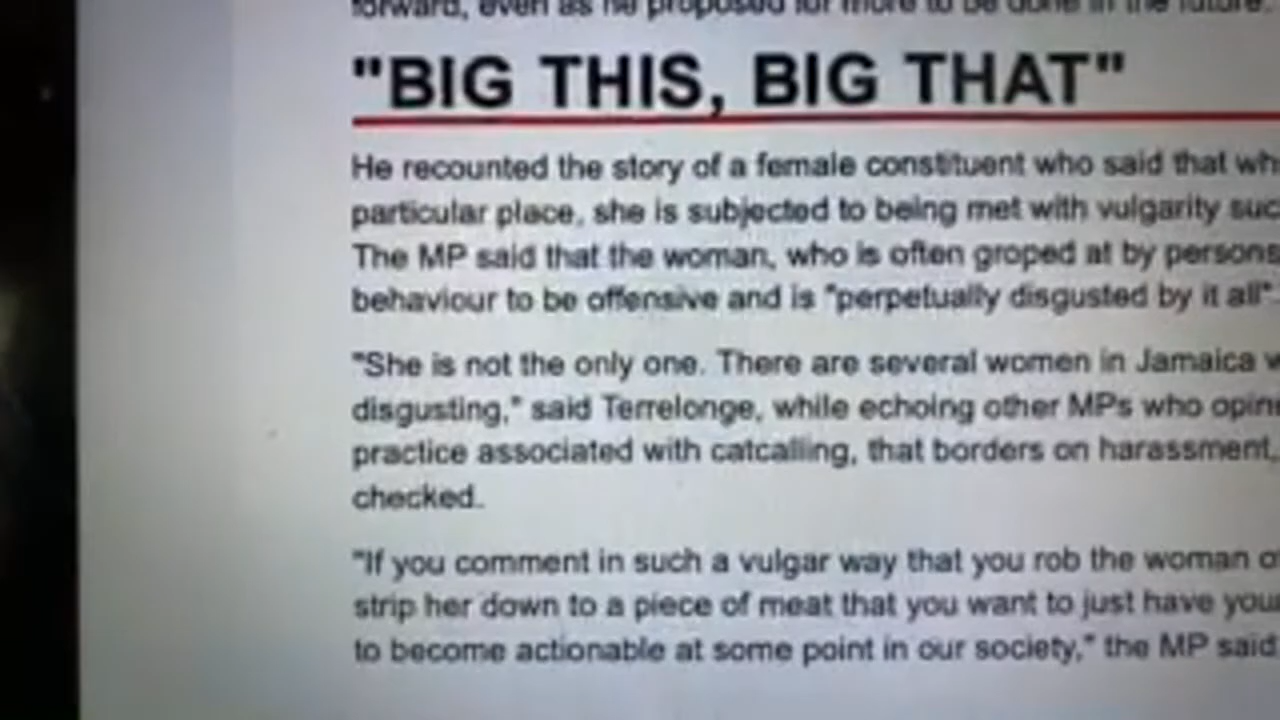 forward, even as he proposed for more to be done in the future.
"BIG THIS, BIG THAT"
He recounted the story of a female constituent who said that wh
particular place, she is subjected to being met with vulgarity suc
The MP said that the woman, who is often groped at by persons
behaviour to be offensive and is "perpetually disgusted by it all".
"She is not the only one. There are several women in Jamaica w
disgusting," said Terrelonge, while echoing other MPs who opin
practice associated with catcalling, that borders on harassment,
checked.
"If you comment in such a vulgar way that you rob the woman o
strip her down to a piece of meat that you want to just have your
to become actionable at some point in our society," the MP said